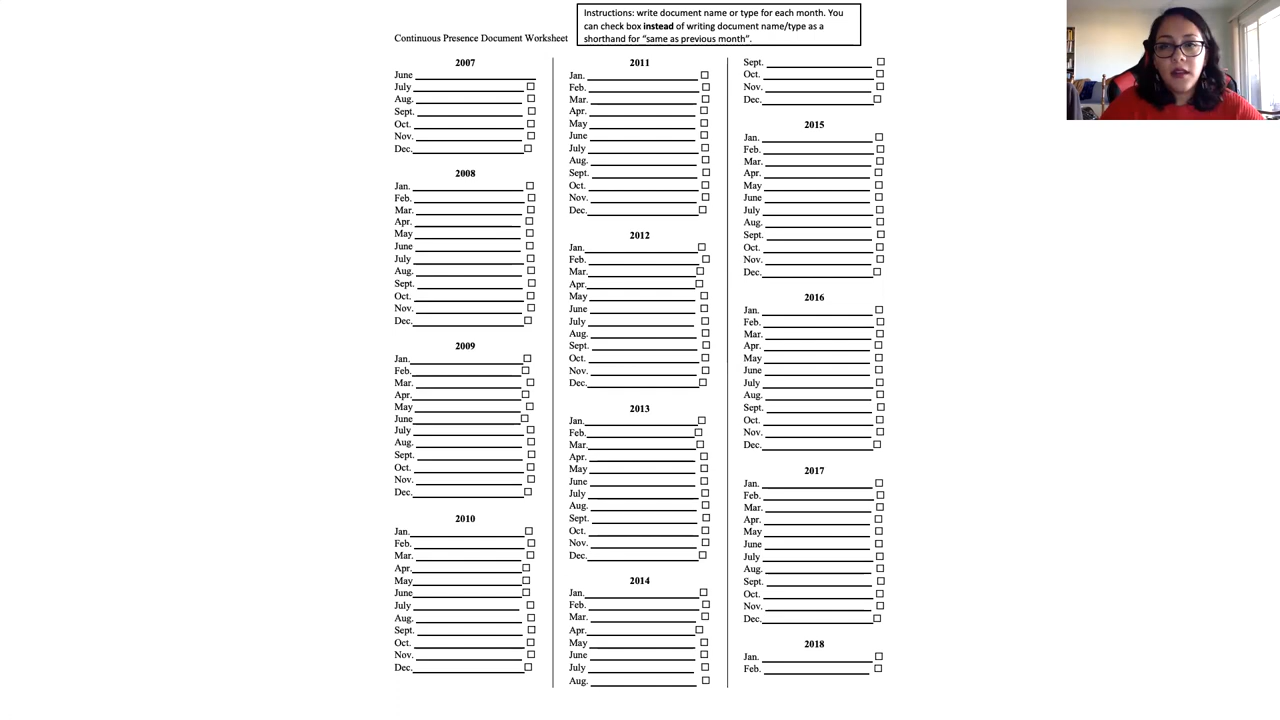 Continuous Presence Document Worksheet
Instructions: write document name or type for each month. You
can check box instead of writing document name/type as a
shorthand for "same as previous month".
2007
June
July
Aug.
Sept.
Oct.
Nov.
Dec.
2008
Jan.
Feb.
Mar.
Apr.
May
June
July
Aug.
Sept.
Oct.
Nov.
Dec.
2009
Jan.
Feb.
Mar.
Apr.
May
June
July
Aug.
Sept.
Oct.
Nov.
Dec.
2010
Jan.
Feb.
Mar.
Apr.
May
June
July
Aug.
Sept.
Oct.
Nov.
Dec.
2011
Jan.
Feb.
Mar.
Apr.
May
June
July
Aug.
Sept.
Oct.
Nov.
Dec.
2012
Jan.
Feb.
Mar.
Apr.
May
June
July
Aug.
Sept.
Oct.
Nov.
Dec.
2013
Jan.
Feb.
Mar.
Apr.
May
June
July
Aug.
Sept.
Oct.
Nov.
Dec.
2014
Jan.
Feb.
Mar.
Apr.
May
June
July
Aug.
Sept.
Oct.
Nov.
Dec.
2015
Jan.
Feb.
Mar.
Apr.
May
June
July
Aug.
Sept.
Oct.
Nov.
Dec.
2016
Jan.
Feb.
Mar.
Apr.
May
June
July
Aug.
Sept.
Oct.
Nov.
Dec.
2017
Jan.
Feb.
Mar.
Apr.
May
June
July
Aug.
Sept.
Oct.
Nov.
Dec.
2018
Jan.
Feb.